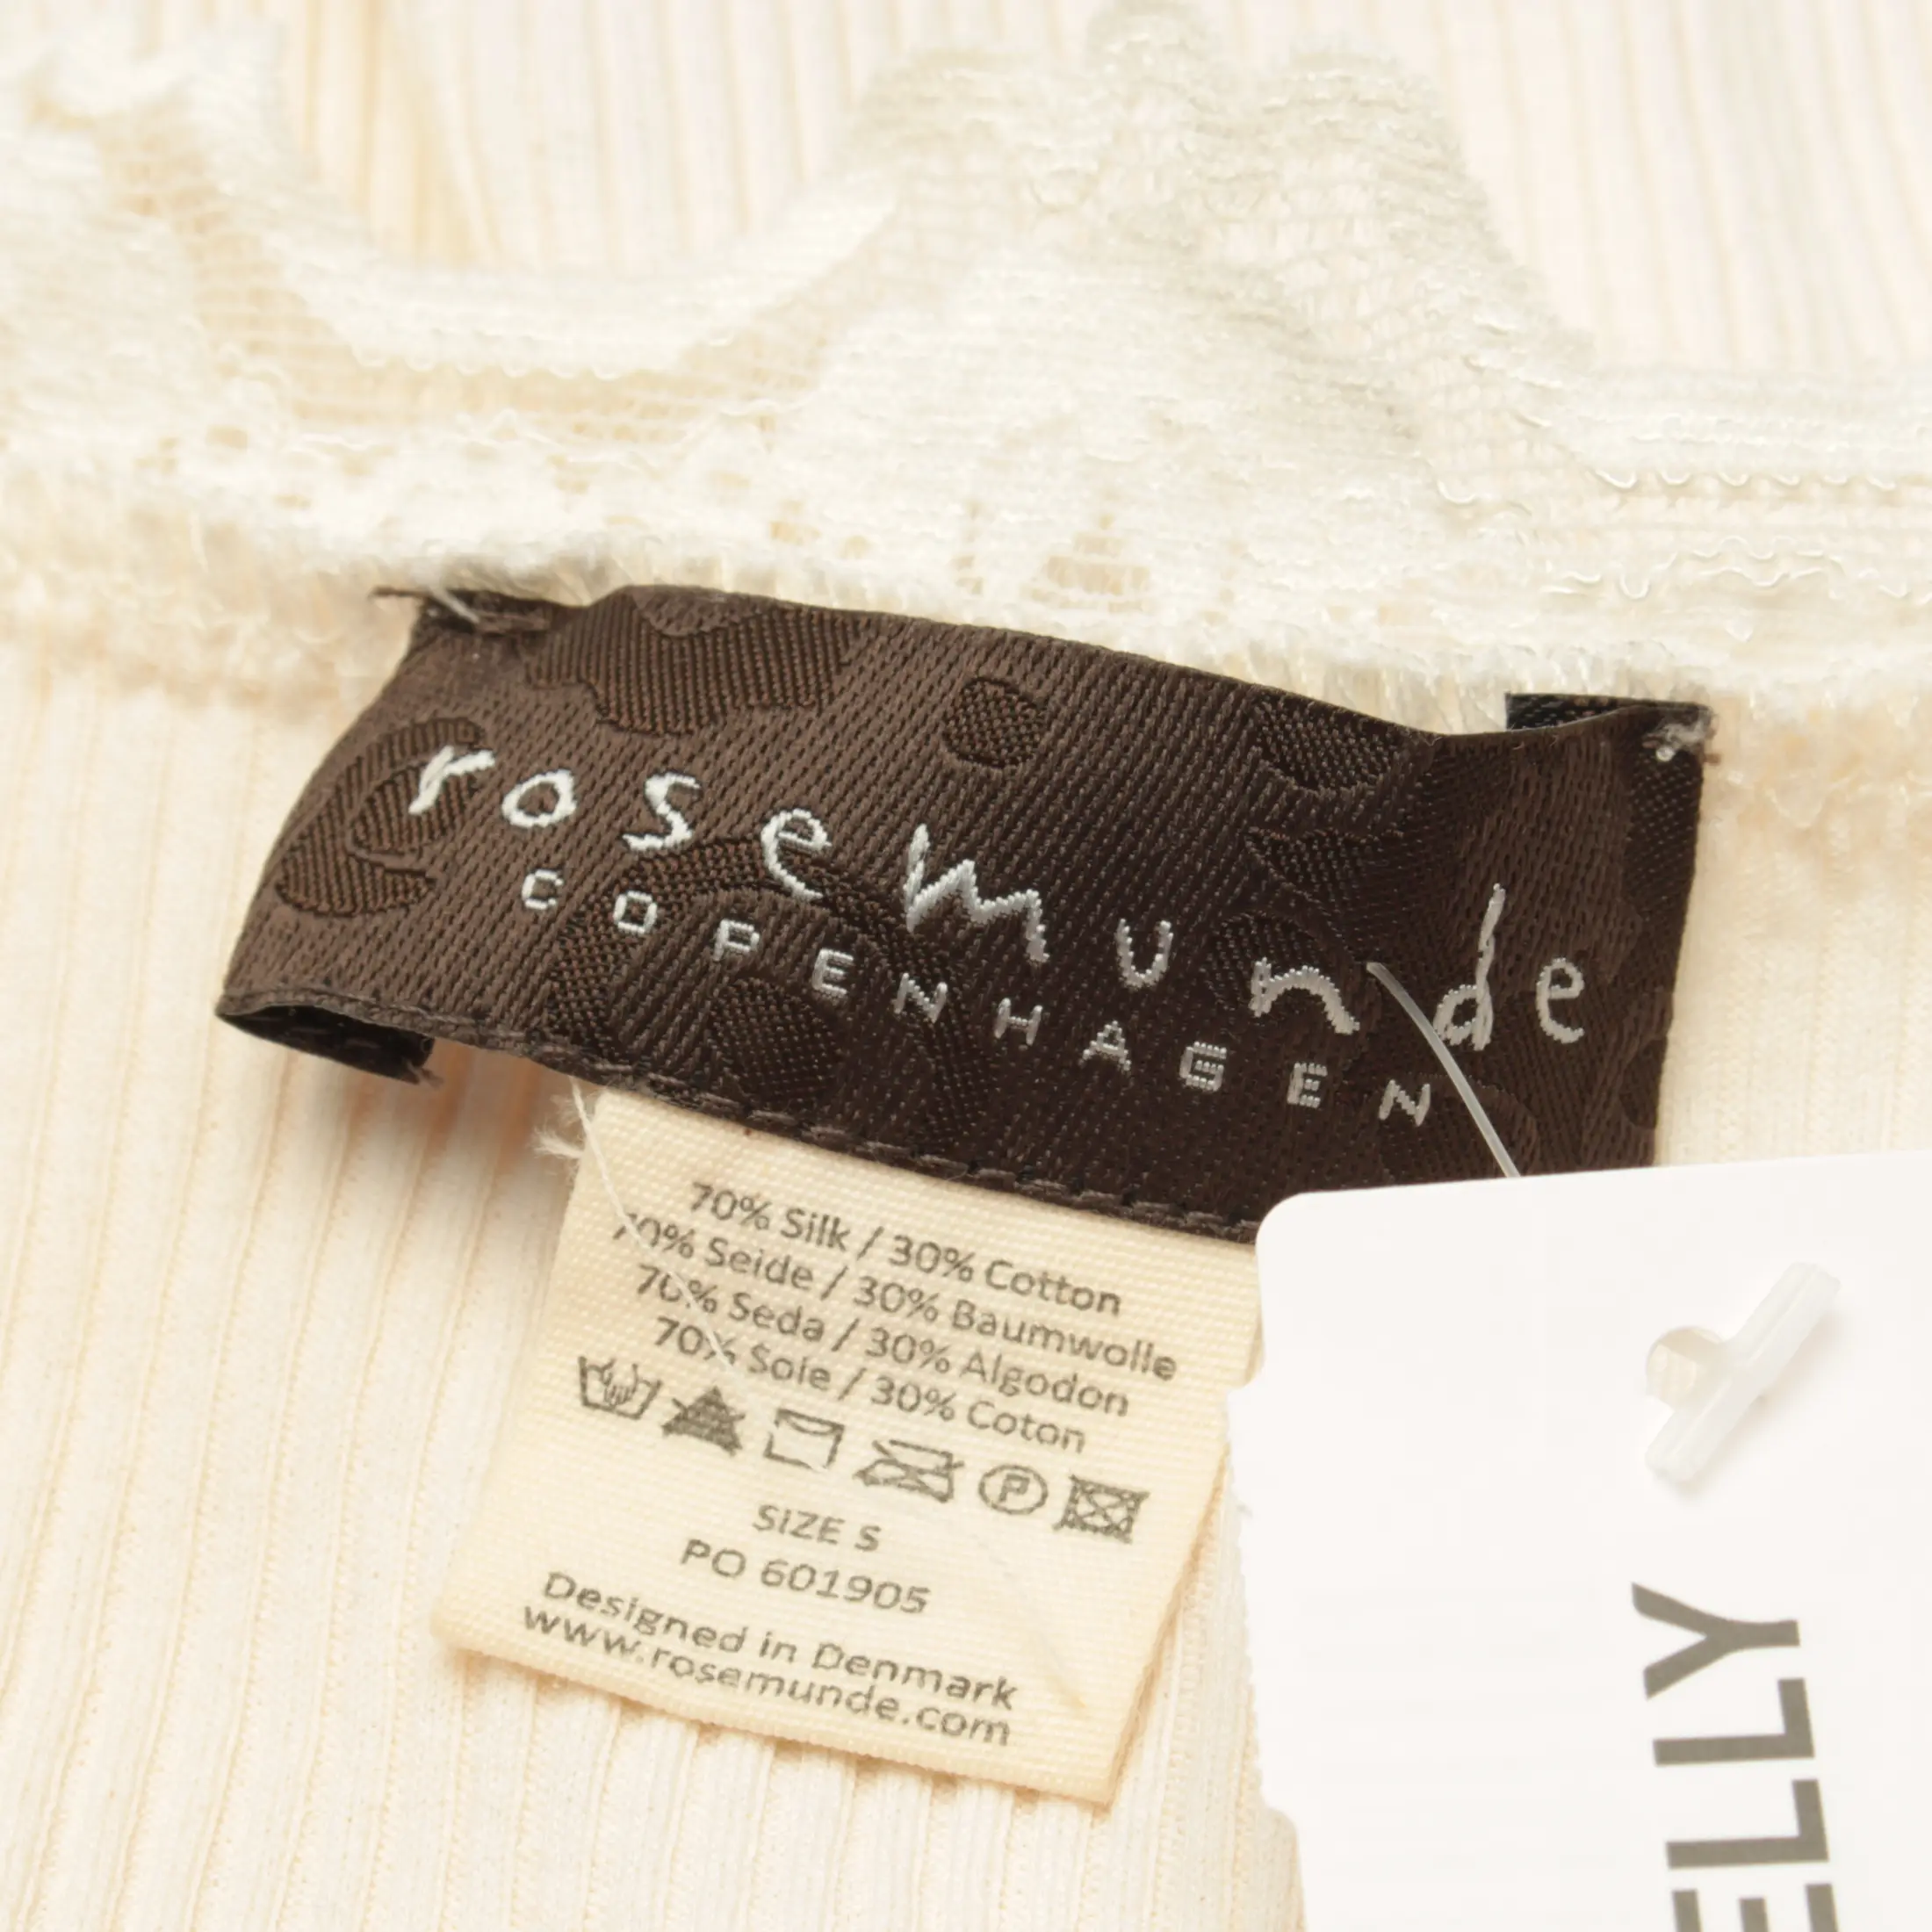 rosemunde
COPENHAGEN
70% Silk / 30% Cotton
70% Seide / 30% Baumwolle
70% Seda / 30% Algodon
70% Soie / 30% Coton
P
SIZE S
PO 601905
Designed in Denmark
www.rosemunde.com
ELLY